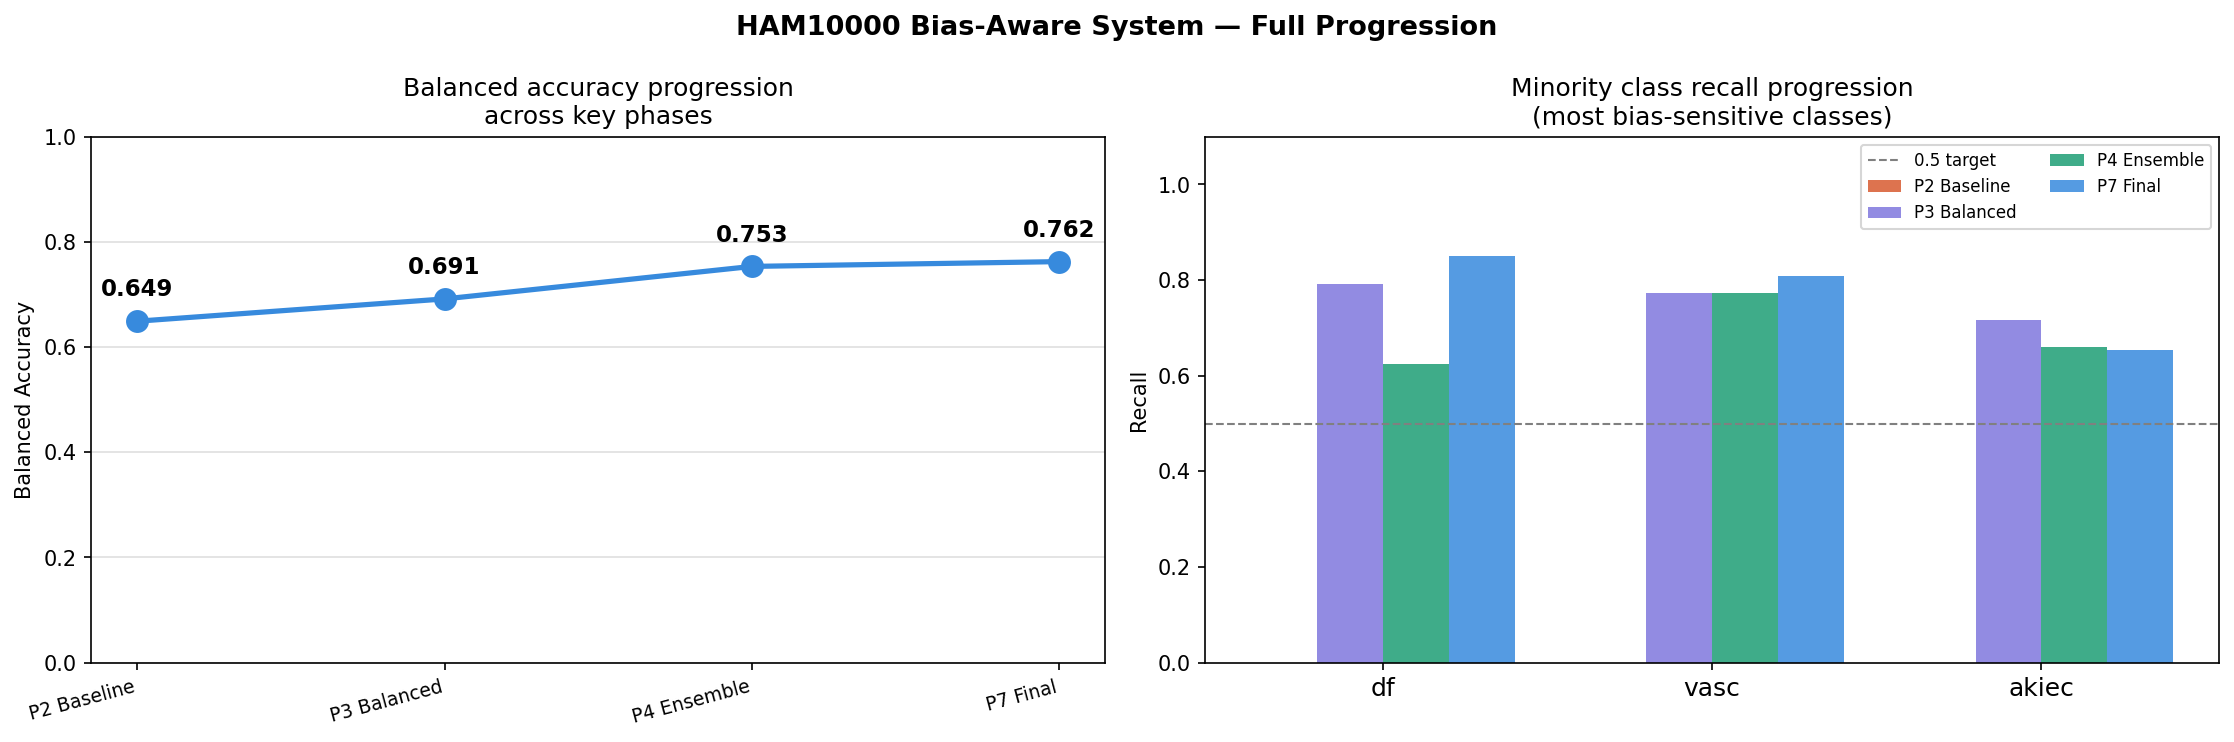 HAM10000 Bias-Aware System — Full Progression
Balanced accuracy progression
across key phases
Balanced Accuracy
1.0
0.8
0.6
0.4
0.2
0.0
0.649
0.691
0.753
0.762
P2 Baseline
P3 Balanced
P4 Ensemble
P7 Final
Minority class recall progression
(most bias-sensitive classes)
Recall
1.0
0.8
0.6
0.4
0.2
0.0
0.5 target
P2 Baseline
P3 Balanced
P4 Ensemble
P7 Final
df
vasc
akiec